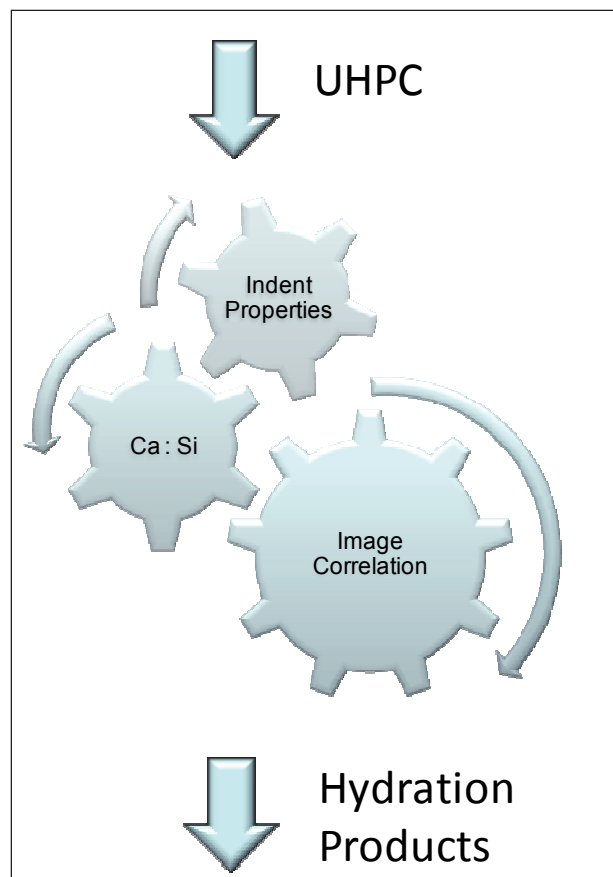 UHPC
Indent
Properties
Ca : Si
Image
Correlation
Hydration
Products